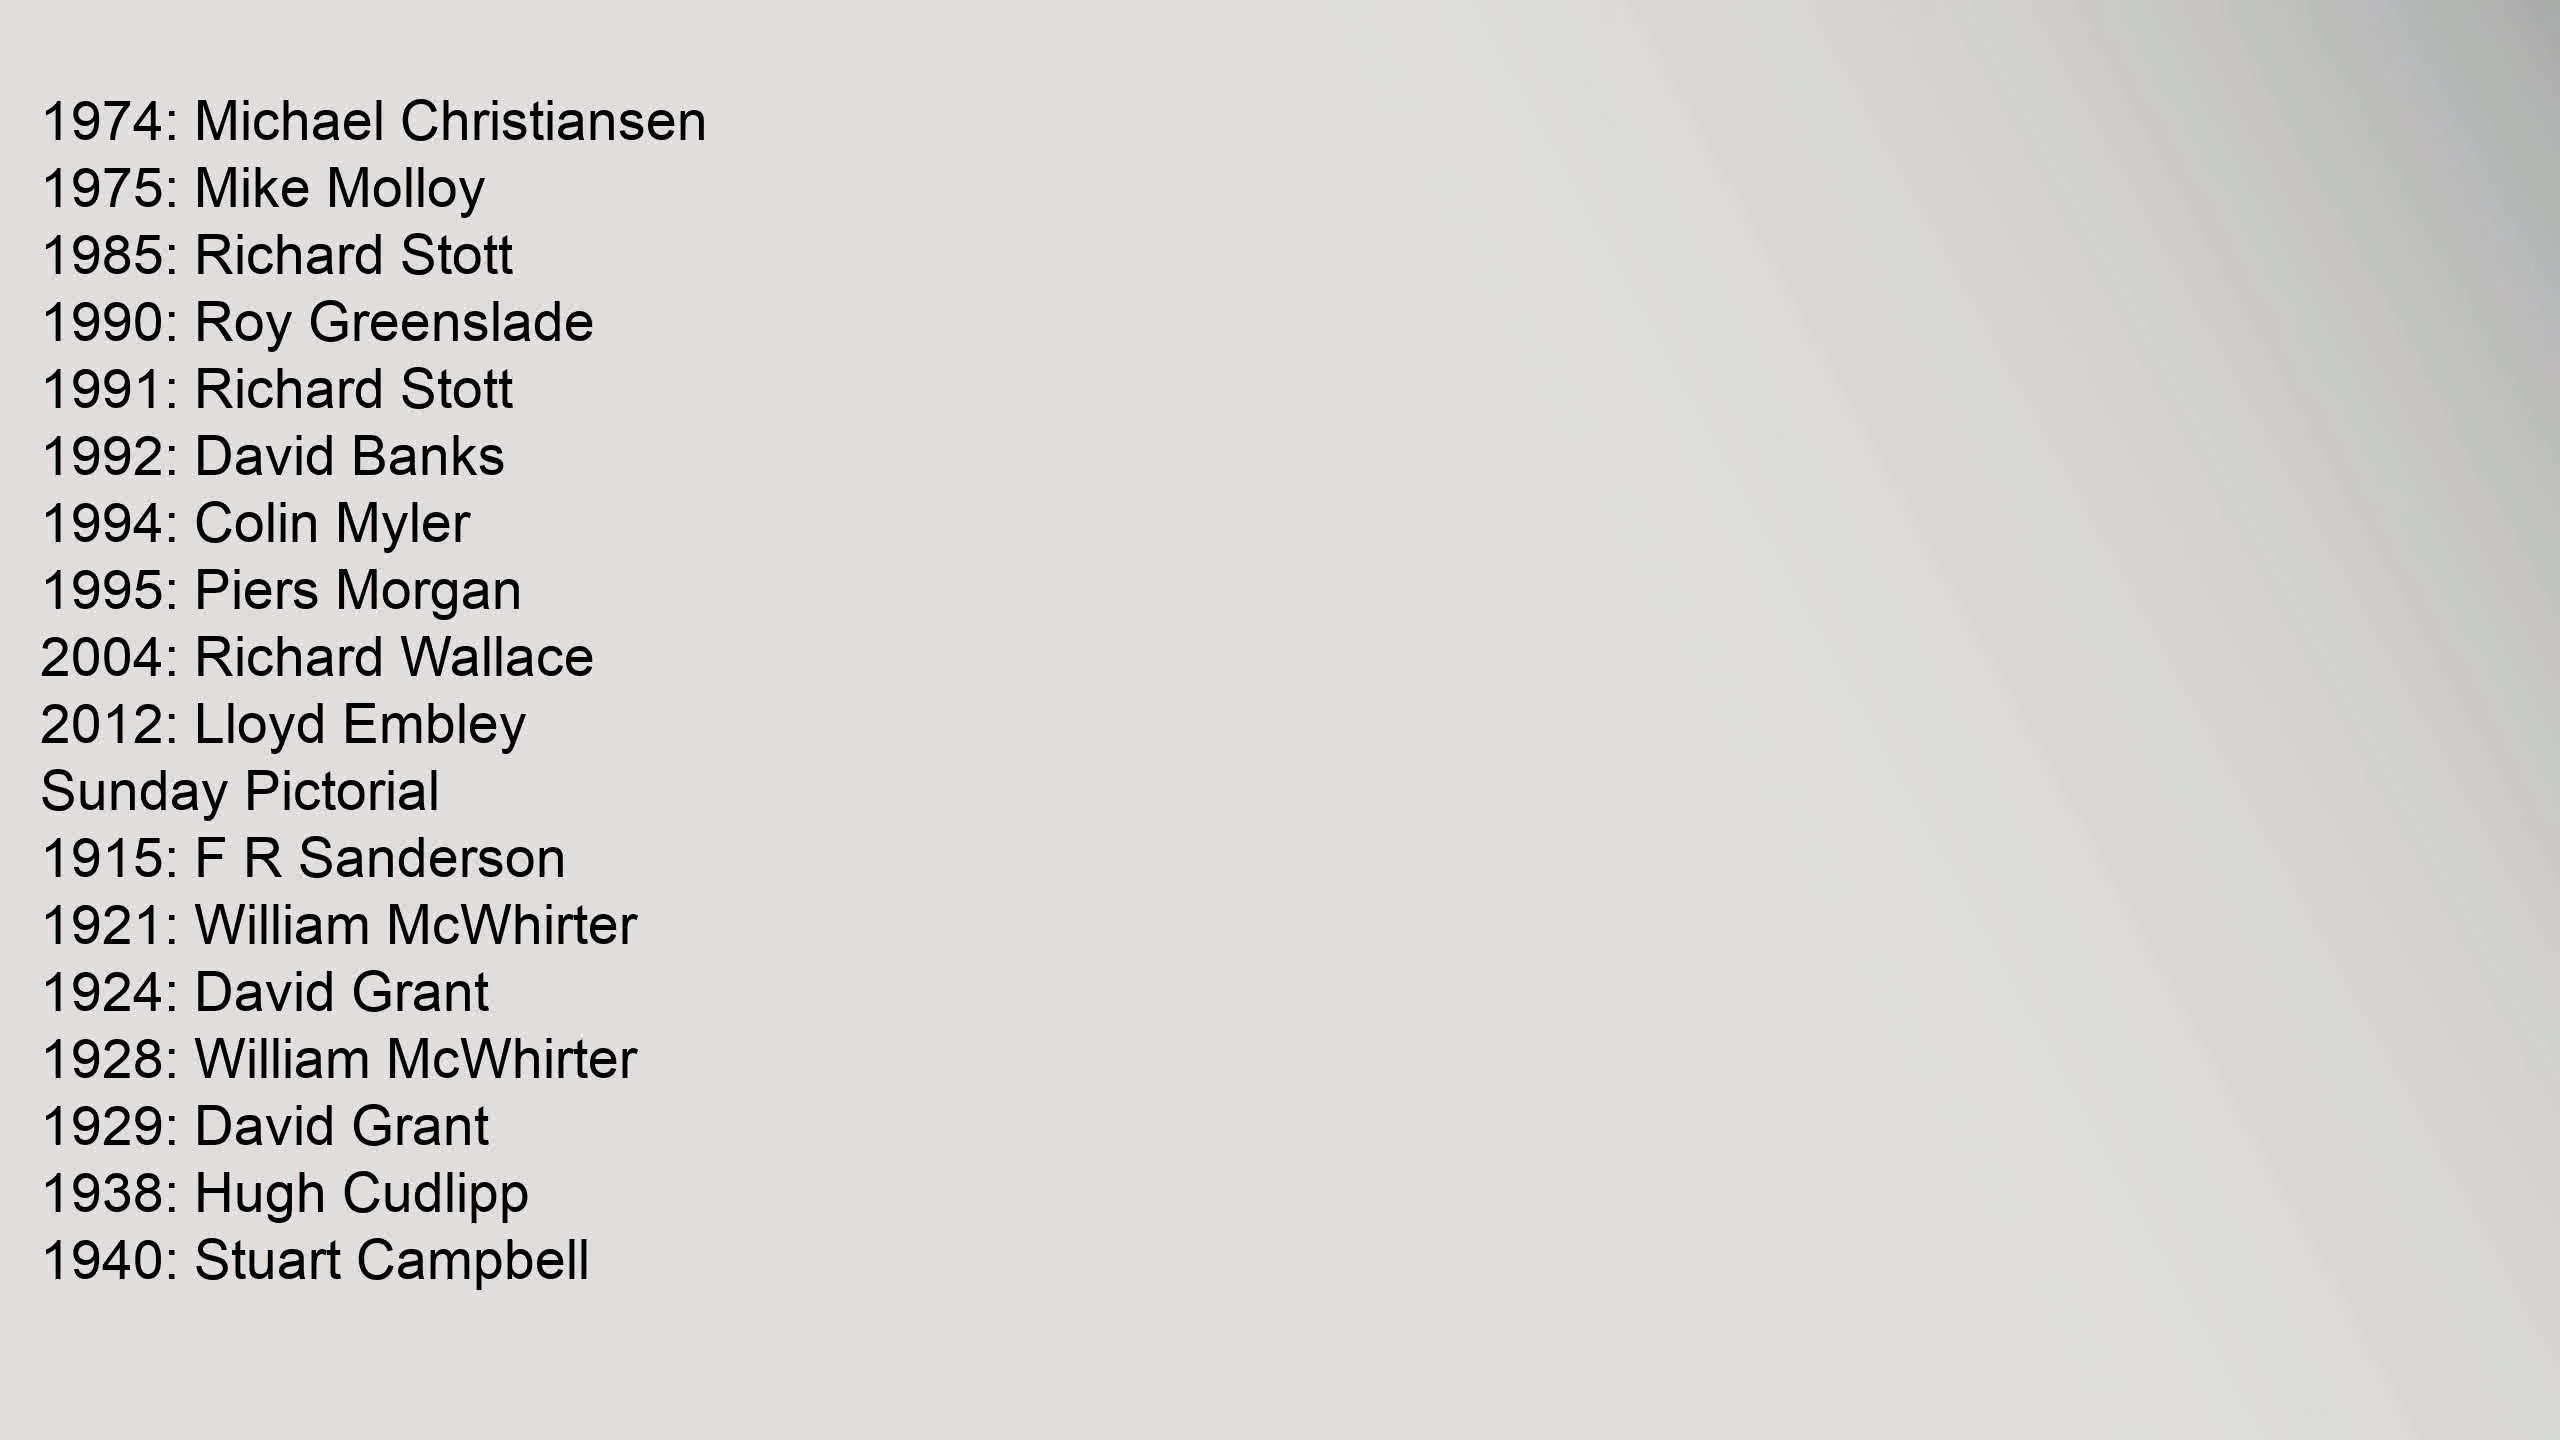 1974: Michael Christiansen
1975: Mike Molloy
1985: Richard Stott
1990: Roy Greenslade
1991: Richard Stott
1992: David Banks
1994: Colin Myler
1995: Piers Morgan
2004: Richard Wallace
2012: Lloyd Embley
Sunday Pictorial
1915: F R Sanderson
1921: William McWhirter
1924: David Grant
1928: William McWhirter
1929: David Grant
1938: Hugh Cudlipp
1940: Stuart Campbell